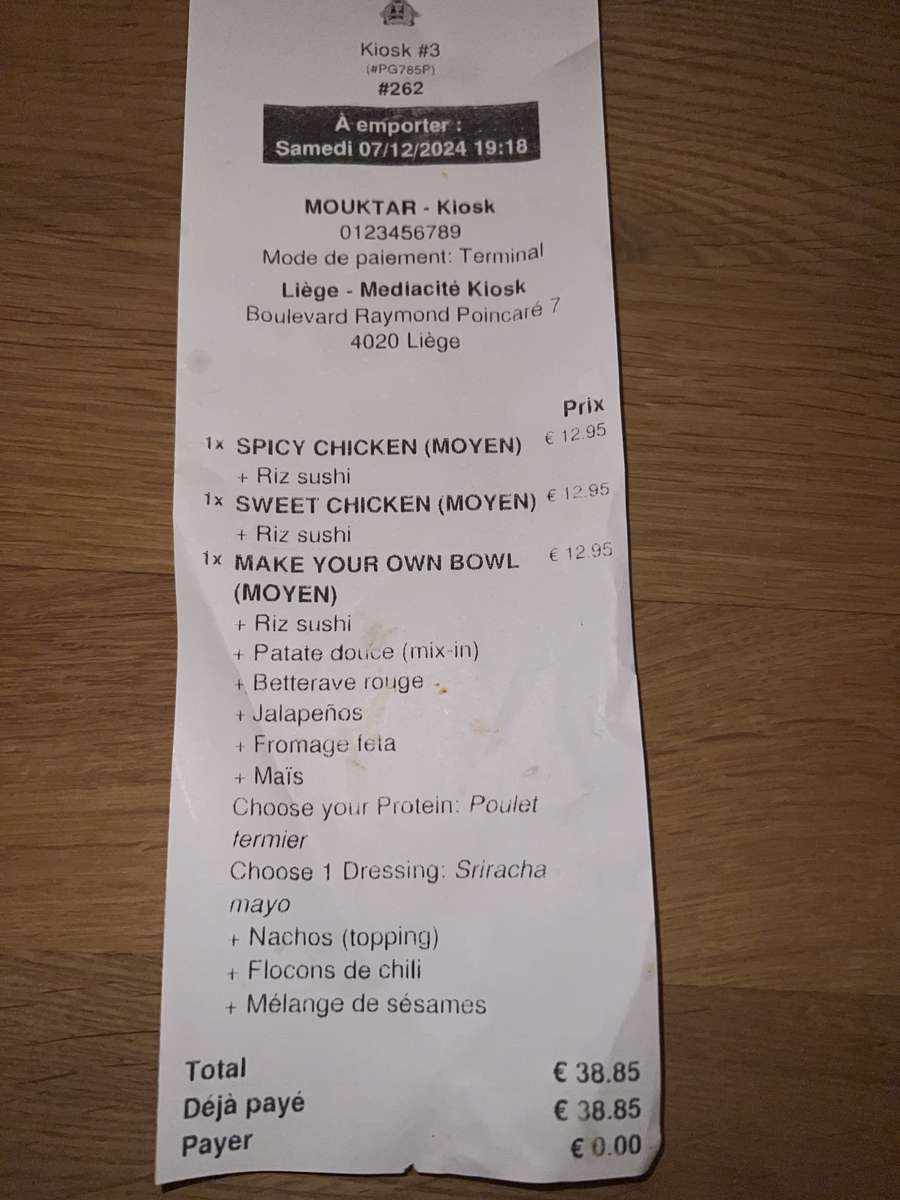 Kiosk #3
(#PG785P)
#262
À emporter :
Samedi 07/12/2024 19:18
MOUKTAR - Kiosk
0123456789
Mode de paiement: Terminal
Liège - Mediacité Kiosk
Boulevard Raymond Poincaré 7
4020 Liège
Prix
1x SPICY CHICKEN (MOYEN) € 12.95
+ Riz sushi
1x SWEET CHICKEN (MOYEN) € 12.95
+ Riz sushi
1x MAKE YOUR OWN BOWL € 12.95
(MOYEN)
+ Riz sushi
+ Patate douce (mix-in)
+ Betterave rouge
+ Jalapeños
+ Fromage feta
+ Maïs
Choose your Protein: Poulet
fermier
Choose 1 Dressing: Sriracha
mayo
+ Nachos (topping)
+ Flocons de chili
+ Mélange de sésames
Total € 38.85
Déjà payé € 38.85
Payer € 0.00